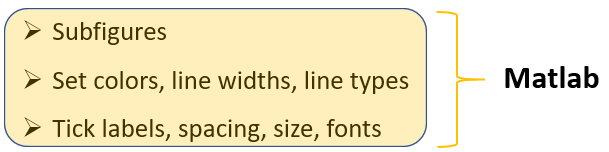 ➢ Subfigures
➢ Set colors, line widths, line types
➢ Tick labels, spacing, size, fonts
Matlab